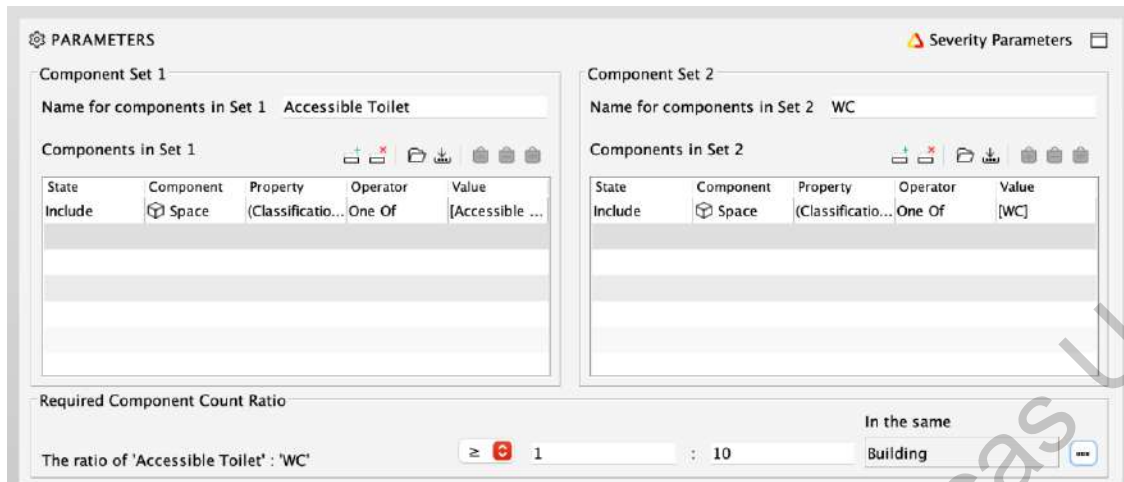 PARAMETERS
Severity Parameters
Component Set 1
Name for components in Set 1 Accessible Toilet
Components in Set 1
State Component Property Operator Value
Include Space (Classificatio... One Of [Accessible ...
Component Set 2
Name for components in Set 2 WC
Components in Set 2
State Component Property Operator Value
Include Space (Classificatio... One Of [WC]
Required Component Count Ratio
In the same
The ratio of 'Accessible Toilet' : 'WC' ≥ 1 : 10 Building